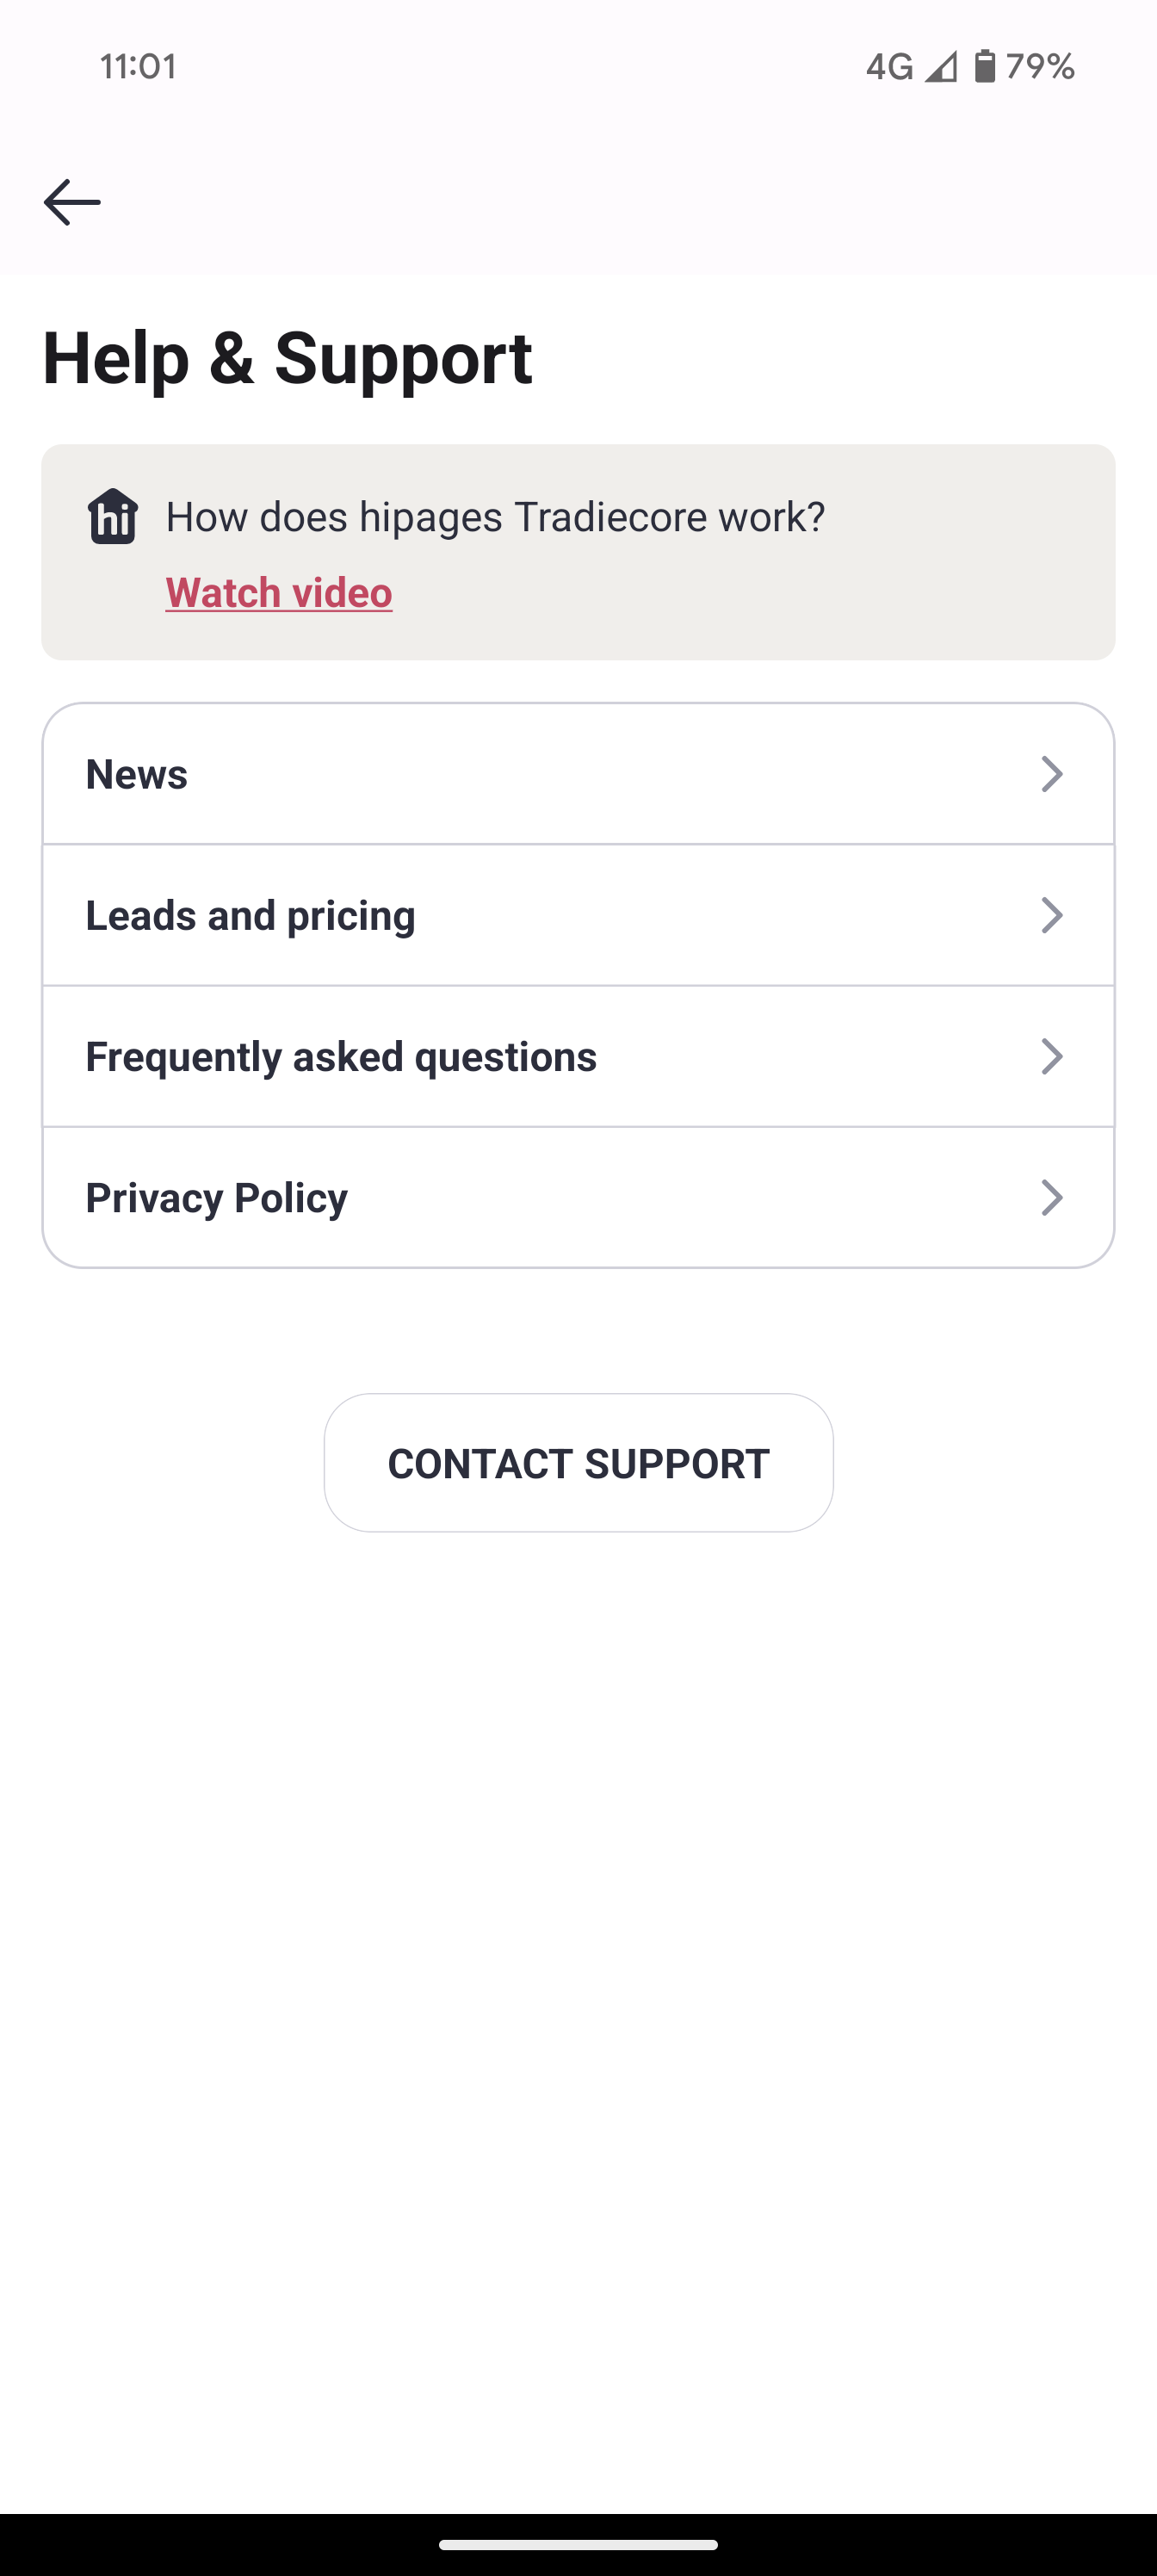 11:01
4G 79%
Help & Support
hi How does hipages Tradiecore work?
Watch video
News
Leads and pricing
Frequently asked questions
Privacy Policy
CONTACT SUPPORT